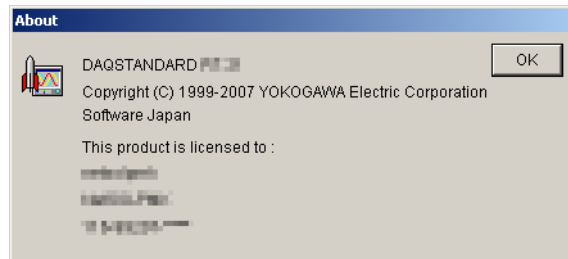 About
DAQSTANDARD
OK
Copyright (C) 1999-2007 YOKOGAWA Electric Corporation
Software Japan
This product is licensed to :